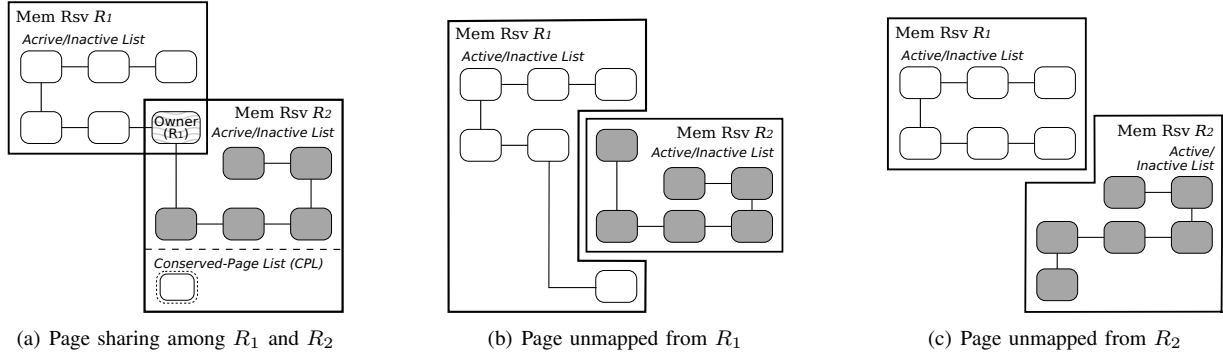 Mem Rsv R1
Acrive/Inactive List
Owner
(R1)
Mem Rsv R2
Acrive/Inactive List
Conserved-Page List (CPL)
(a) Page sharing among R1 and R2
Mem Rsv R1
Active/Inactive List
Mem Rsv R2
Active/Inactive List
(b) Page unmapped from R1
Mem Rsv R1
Active/Inactive List
Mem Rsv R2
Active/
Inactive List
(c) Page unmapped from R2